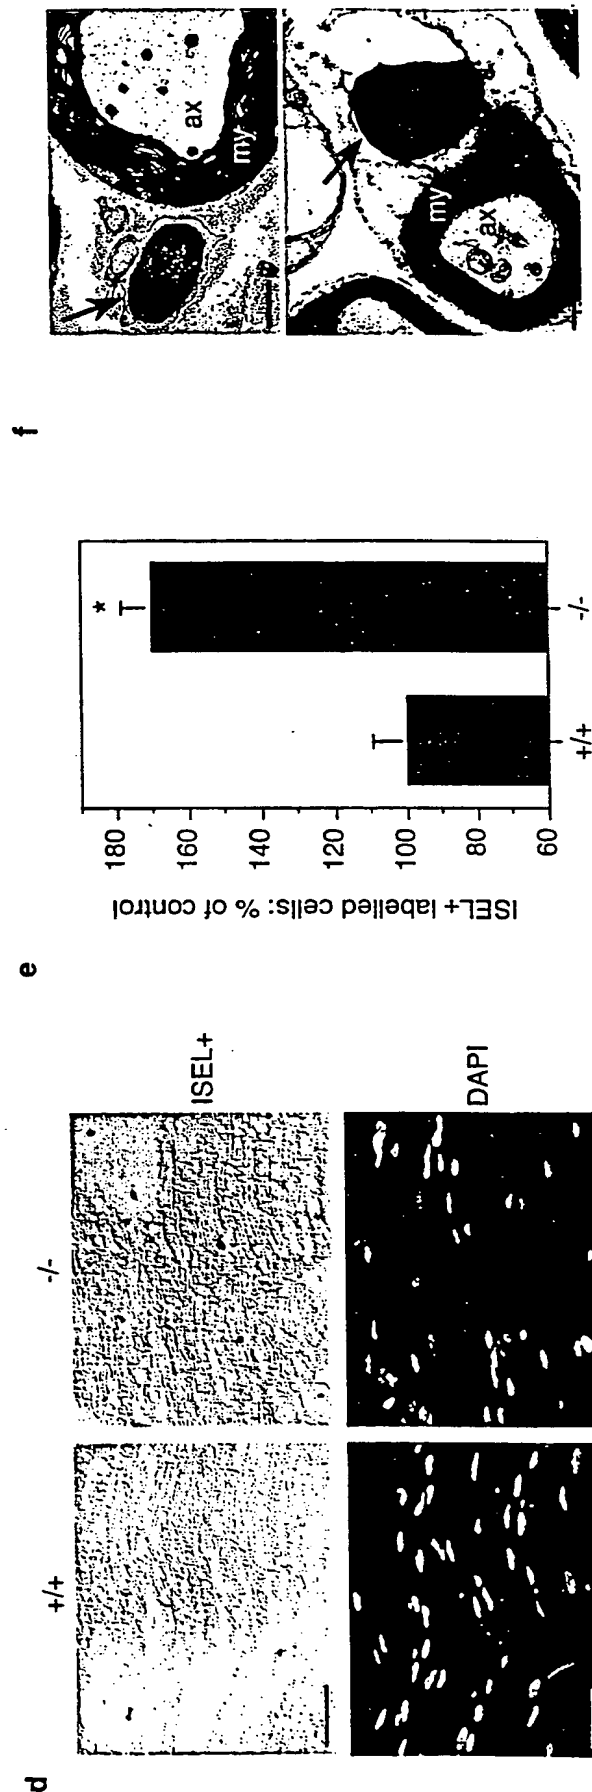 d
+/+
-/-
ISEL+
DAPI
e
ISEL+ labelled cells: % of control
180
160
140
120
100
80
60
*
+/+
-/-
f
ax
my
my
ax